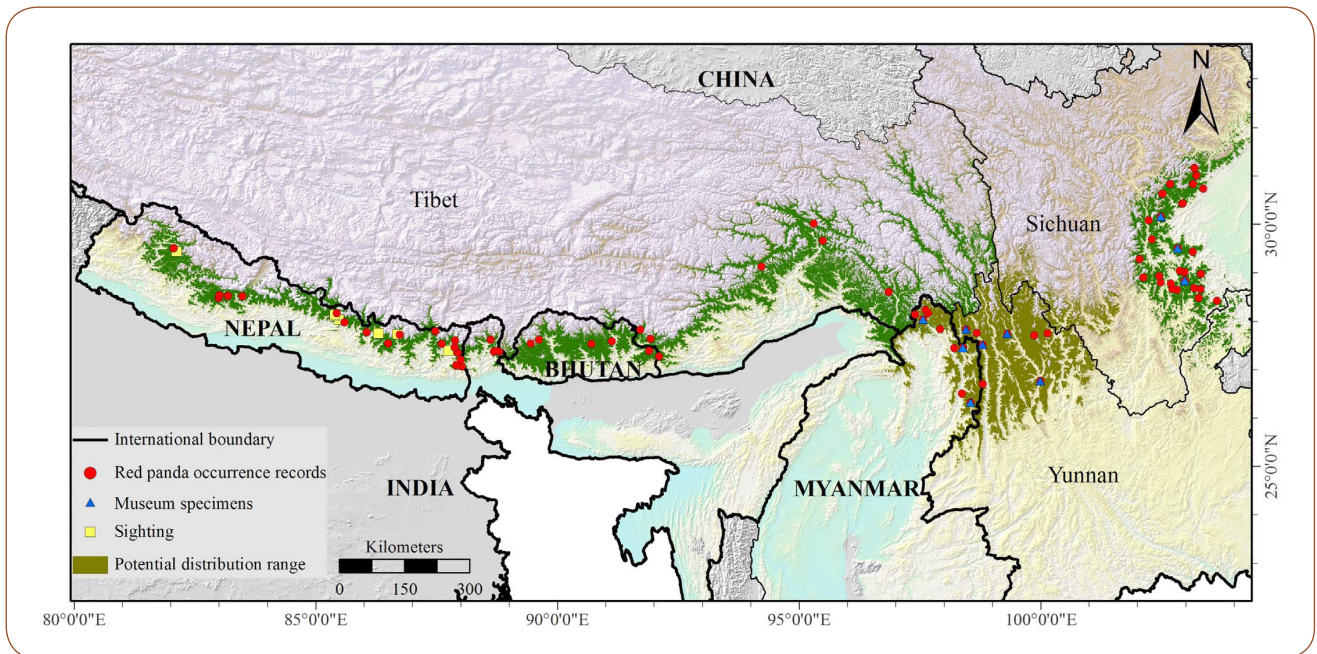 CHINA
N
Tibet
Sichuan
30°0'0"N
NEPAL
BHUTAN
International boundary
Red panda occurrence records
INDIA
MYANMAR
Yunnan
25°0'0"N
Museum specimens
Sighting
Kilometers
Potential distribution range
0 150 300
80°0'0"E 85°0'0"E 90°0'0"E 95°0'0"E 100°0'0"E